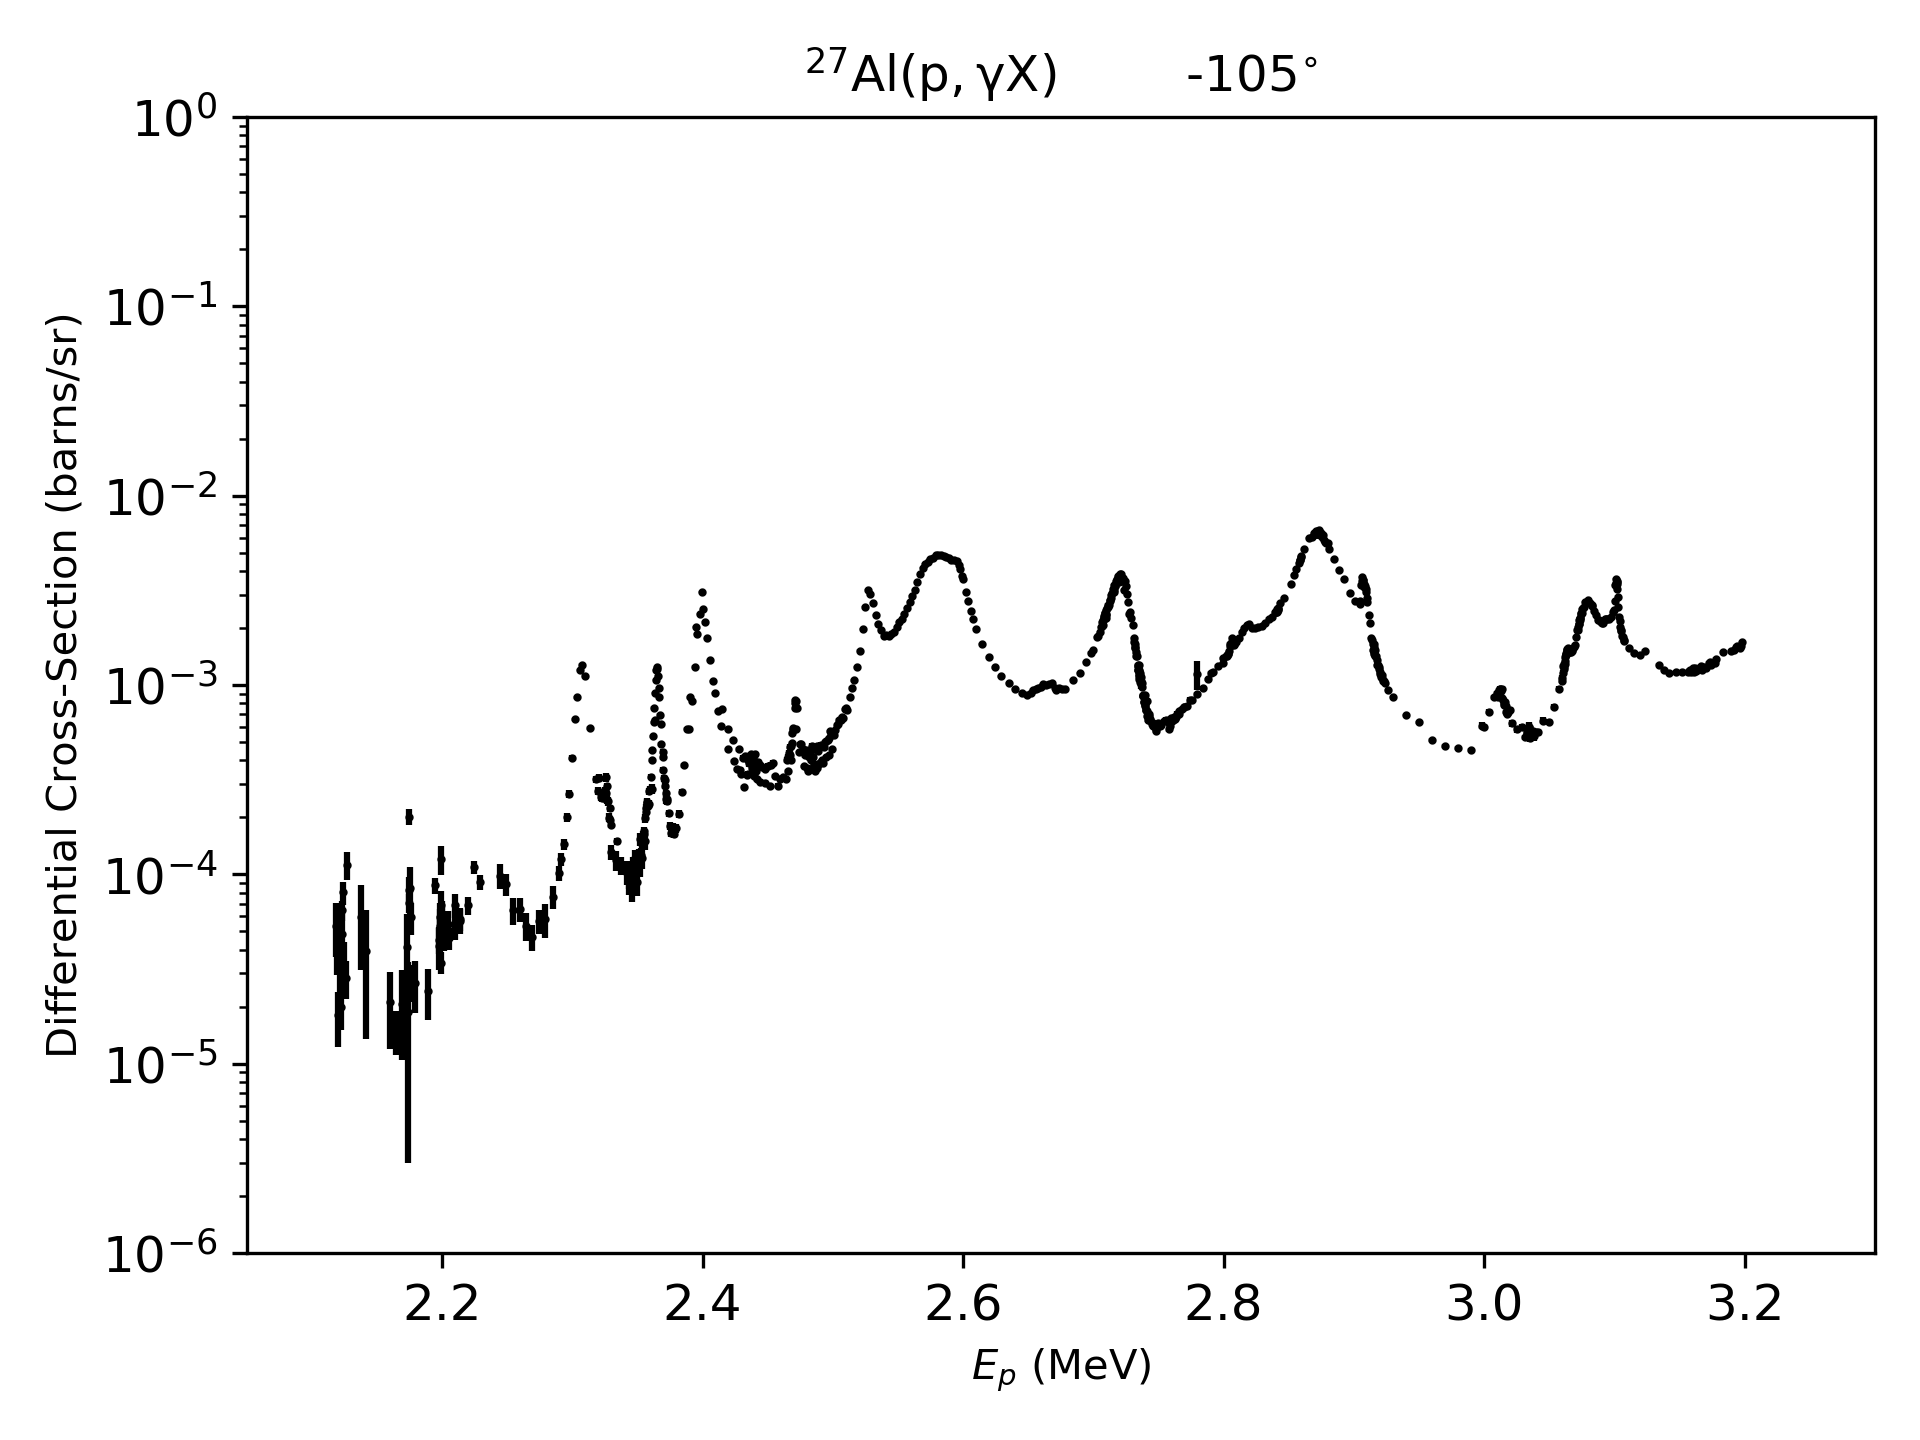 ²⁷Al(p, γX) -105°
Differential Cross-Section (barns/sr)
10⁰
10⁻¹
10⁻²
10⁻³
10⁻⁴
10⁻⁵
10⁻⁶
2.2 2.4 2.6 2.8 3.0 3.2
Eₚ (MeV)